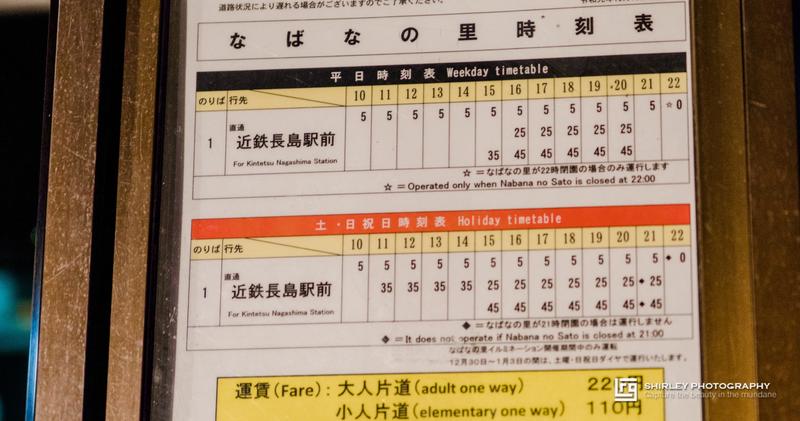 道路状況により遅れる場合がございますのでご了承ください。
なばなの里時刻表
平日時刻表 Weekday timetable
のりば 行先 10 11 12 13 14 15 16 17 18 19 20 21 22
5 5 5 5 5 5 5 5 5 5 5 5 ☆0
直通
1 近鉄長島駅前 25 25 25 25 25
For Kintetsu Nagashima Station 35 45 45 45 45 45
☆ =なばなの里が22時閉園の場合のみ運行します
☆ = Operated only when Nabana no Sato is closed at 22:00
土・日祝日時刻表 Holiday timetable
のりば 行先 10 11 12 13 14 15 16 17 18 19 20 21 22
5 5 5 5 5 5 5 5 5 5 5 5 ◆ 0
直通
1 近鉄長島駅前 35 35 35 35 25 25 25 25 25 25 ◆ 25
For Kintetsu Nagashima Station 45 45 45 45 45 45 ◆ 45
◆ =なばなの里が21時閉園の場合は運行しません
◆ =It does not operate if Nabana no Sato is closed at 21:00
なばなの里イルミネーション開催期間中のみ運転
12月30日~1月3日の間は、土曜・日祝日ダイヤで運行いたします。
運賃(Fare):大人片道(adult one way) 22
小人片道(elementary one way) 110円
SHIRLEY PHOTOGRAPHY
Capture the beauty in the mundane